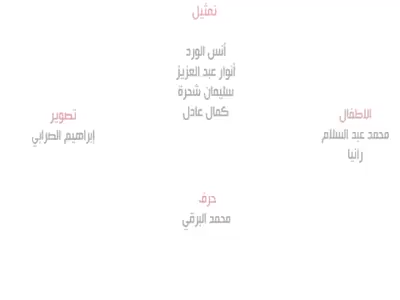 تمثيل
أنس الورد
أنوار عبد العزيز
سليمان شحرة
كمال عادل
الاطفال
محمد عبد السلام
رانيا
تصوير
إبراهيم الصرابي
حرف
محمد البرقي